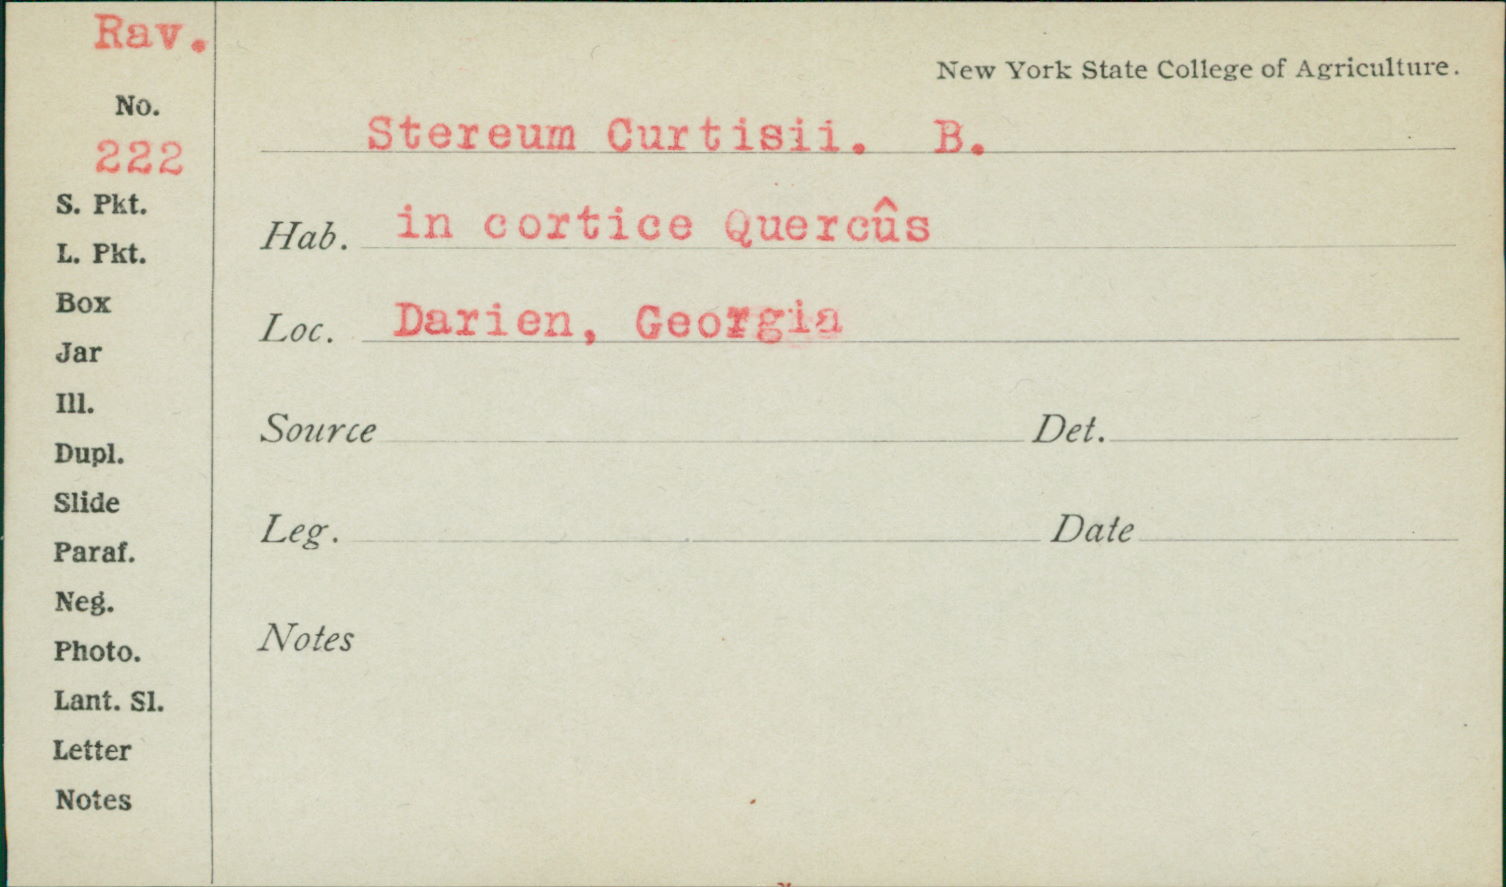 Rav.
New York State College of Agriculture.
No.
222
Stereum Curtisii. B.
S. Pkt.
Hab. in cortice Quercûs
L. Pkt.
Box
Loc. Darien, Georgia
Jar
Ill.
Source Det.
Dupl.
Slide
Leg. Date
Paraf.
Neg.
Notes
Photo.
Lant. Sl.
Letter
Notes